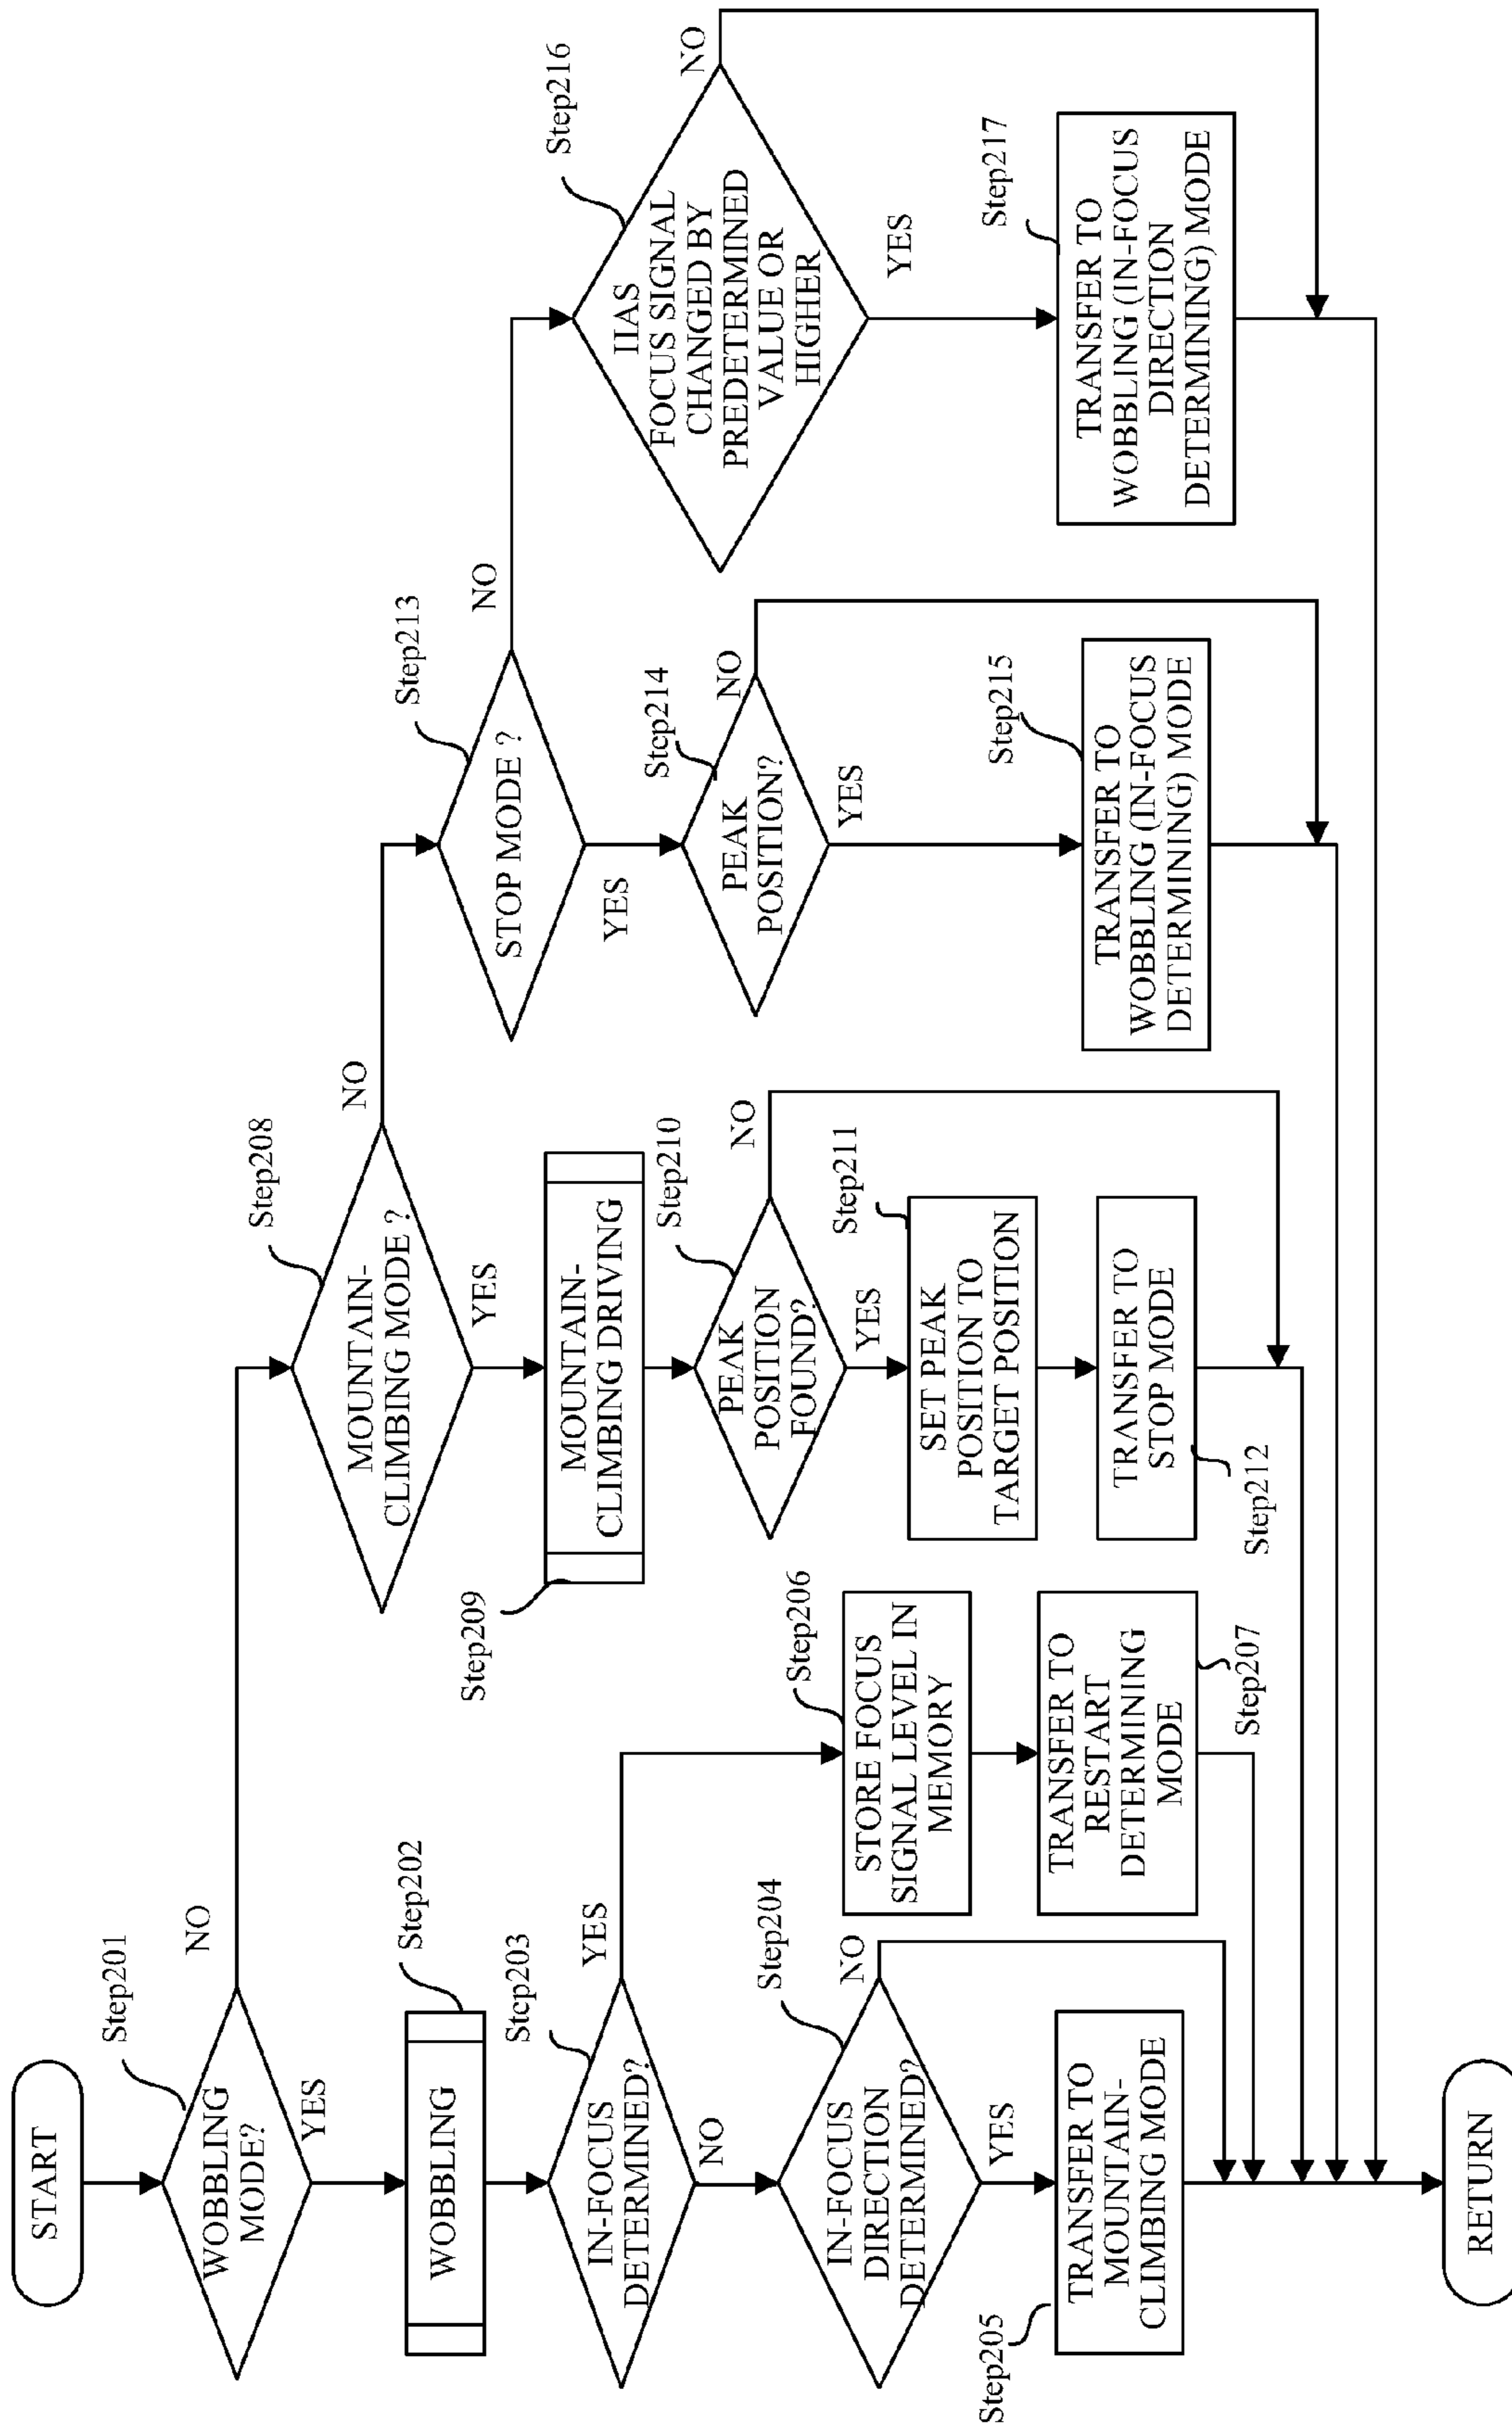 START
Step201
WOBBLING
MODE?
NO
YES
Step202
WOBBLING
Step203
IN-FOCUS
DETERMINED?
YES
NO
Step204
IN-FOCUS
DIRECTION
DETERMINED?
NO
YES
Step205
TRANSFER TO
MOUNTAIN-
CLIMBING MODE
Step206
STORE FOCUS
SIGNAL LEVEL IN
MEMORY
TRANSFER TO
RESTART
DETERMINING
MODE
Step207
Step208
MOUNTAIN-
CLIMBING MODE ?
NO
YES
Step209
MOUNTAIN-
CLIMBING DRIVING
Step210
PEAK
POSITION
FOUND?
NO
YES
Step211
SET PEAK
POSITION TO
TARGET POSITION
TRANSFER TO
STOP MODE
Step212
Step213
STOP MODE ?
NO
YES
Step214
PEAK
POSITION?
NO
YES
Step215
TRANSFER TO
WOBBLING (IN-FOCUS
DETERMINING) MODE
Step216
HAS
FOCUS SIGNAL
CHANGED BY
PREDETERMINED
VALUE OR
HIGHER
NO
YES
Step217
TRANSFER TO
WOBBLING (IN-FOCUS
DIRECTION
DETERMINING) MODE
RETURN